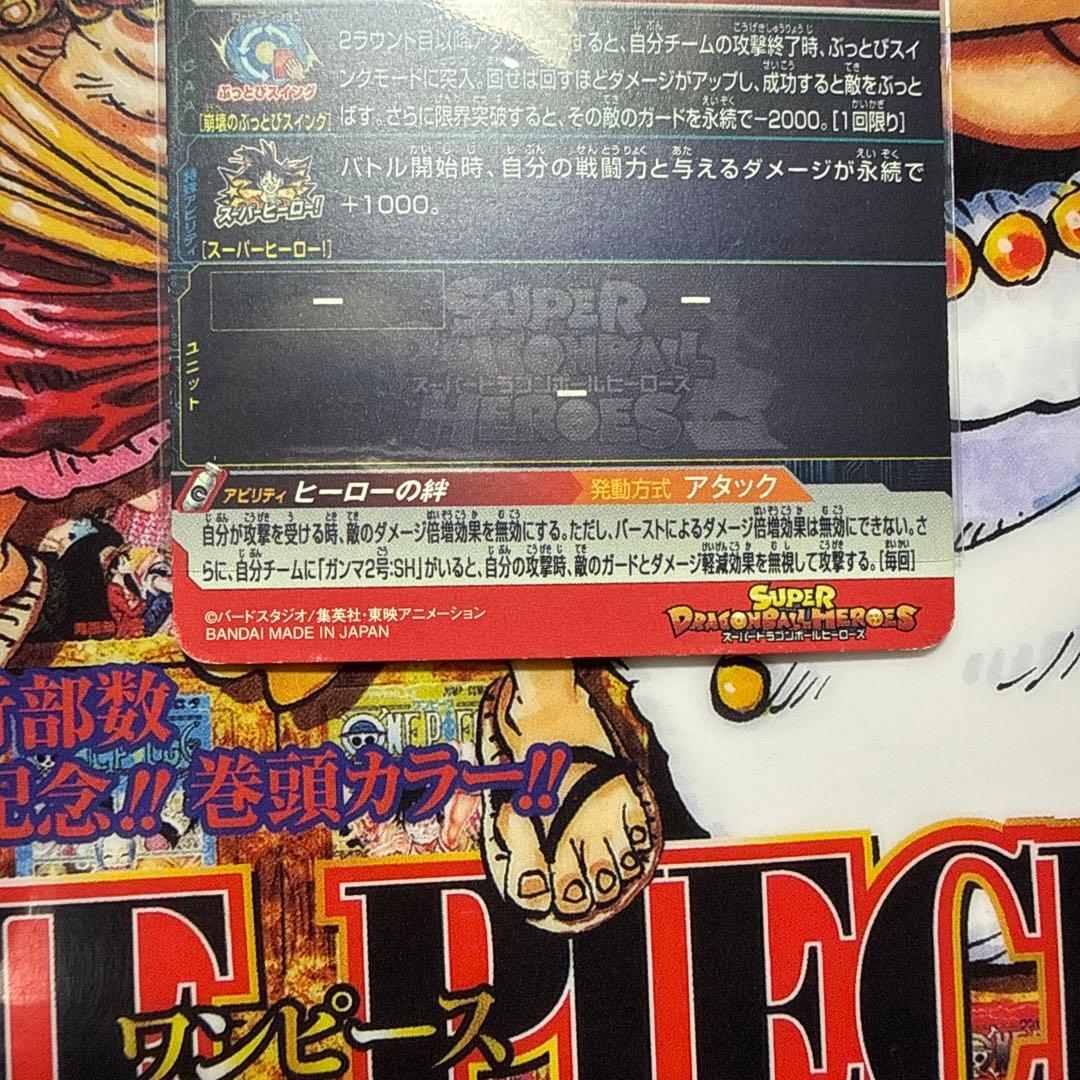 2ラウンド目以降アタッカーにすると、自分チームの攻撃終了時、ぶっとびスイ
ングモードに突入。回せば回すほどダメージがアップし、成功すると敵をぶっと
ばす。さらに限界突破すると、その敵のガードを永続で−2000。[1回限り]
CAA
ぶっとびスイング
[崩壊のぶっとびスイング]
特殊アビリティ
スーパーヒーロー!
[スーパーヒーロー!]
バトル開始時、自分の戦闘力と与えるダメージが永続で
+1000。
ユニット
ー
ー
ー
SUPER
DRAGONBALL
スーパードラゴンボールヒーローズ
HEROES
アビリティ ヒーローの絆
発動方式 アタック
自分が攻撃を受ける時、敵のダメージ倍増効果を無効にする。ただし、バーストによるダメージ倍増効果は無効にできない。さ
らに、自分チームに「ガンマ2号:SH」がいると、自分の攻撃時、敵のガードとダメージ軽減効果を無視して攻撃する。[毎回]
©バードスタジオ/集英社・東映アニメーション
BANDAI MADE IN JAPAN
SUPER
DRAGONBALL HEROES
スーパードラゴンボールヒーローズ
部数
記念!! 巻頭カラー!!
E PIEC
ワンピース